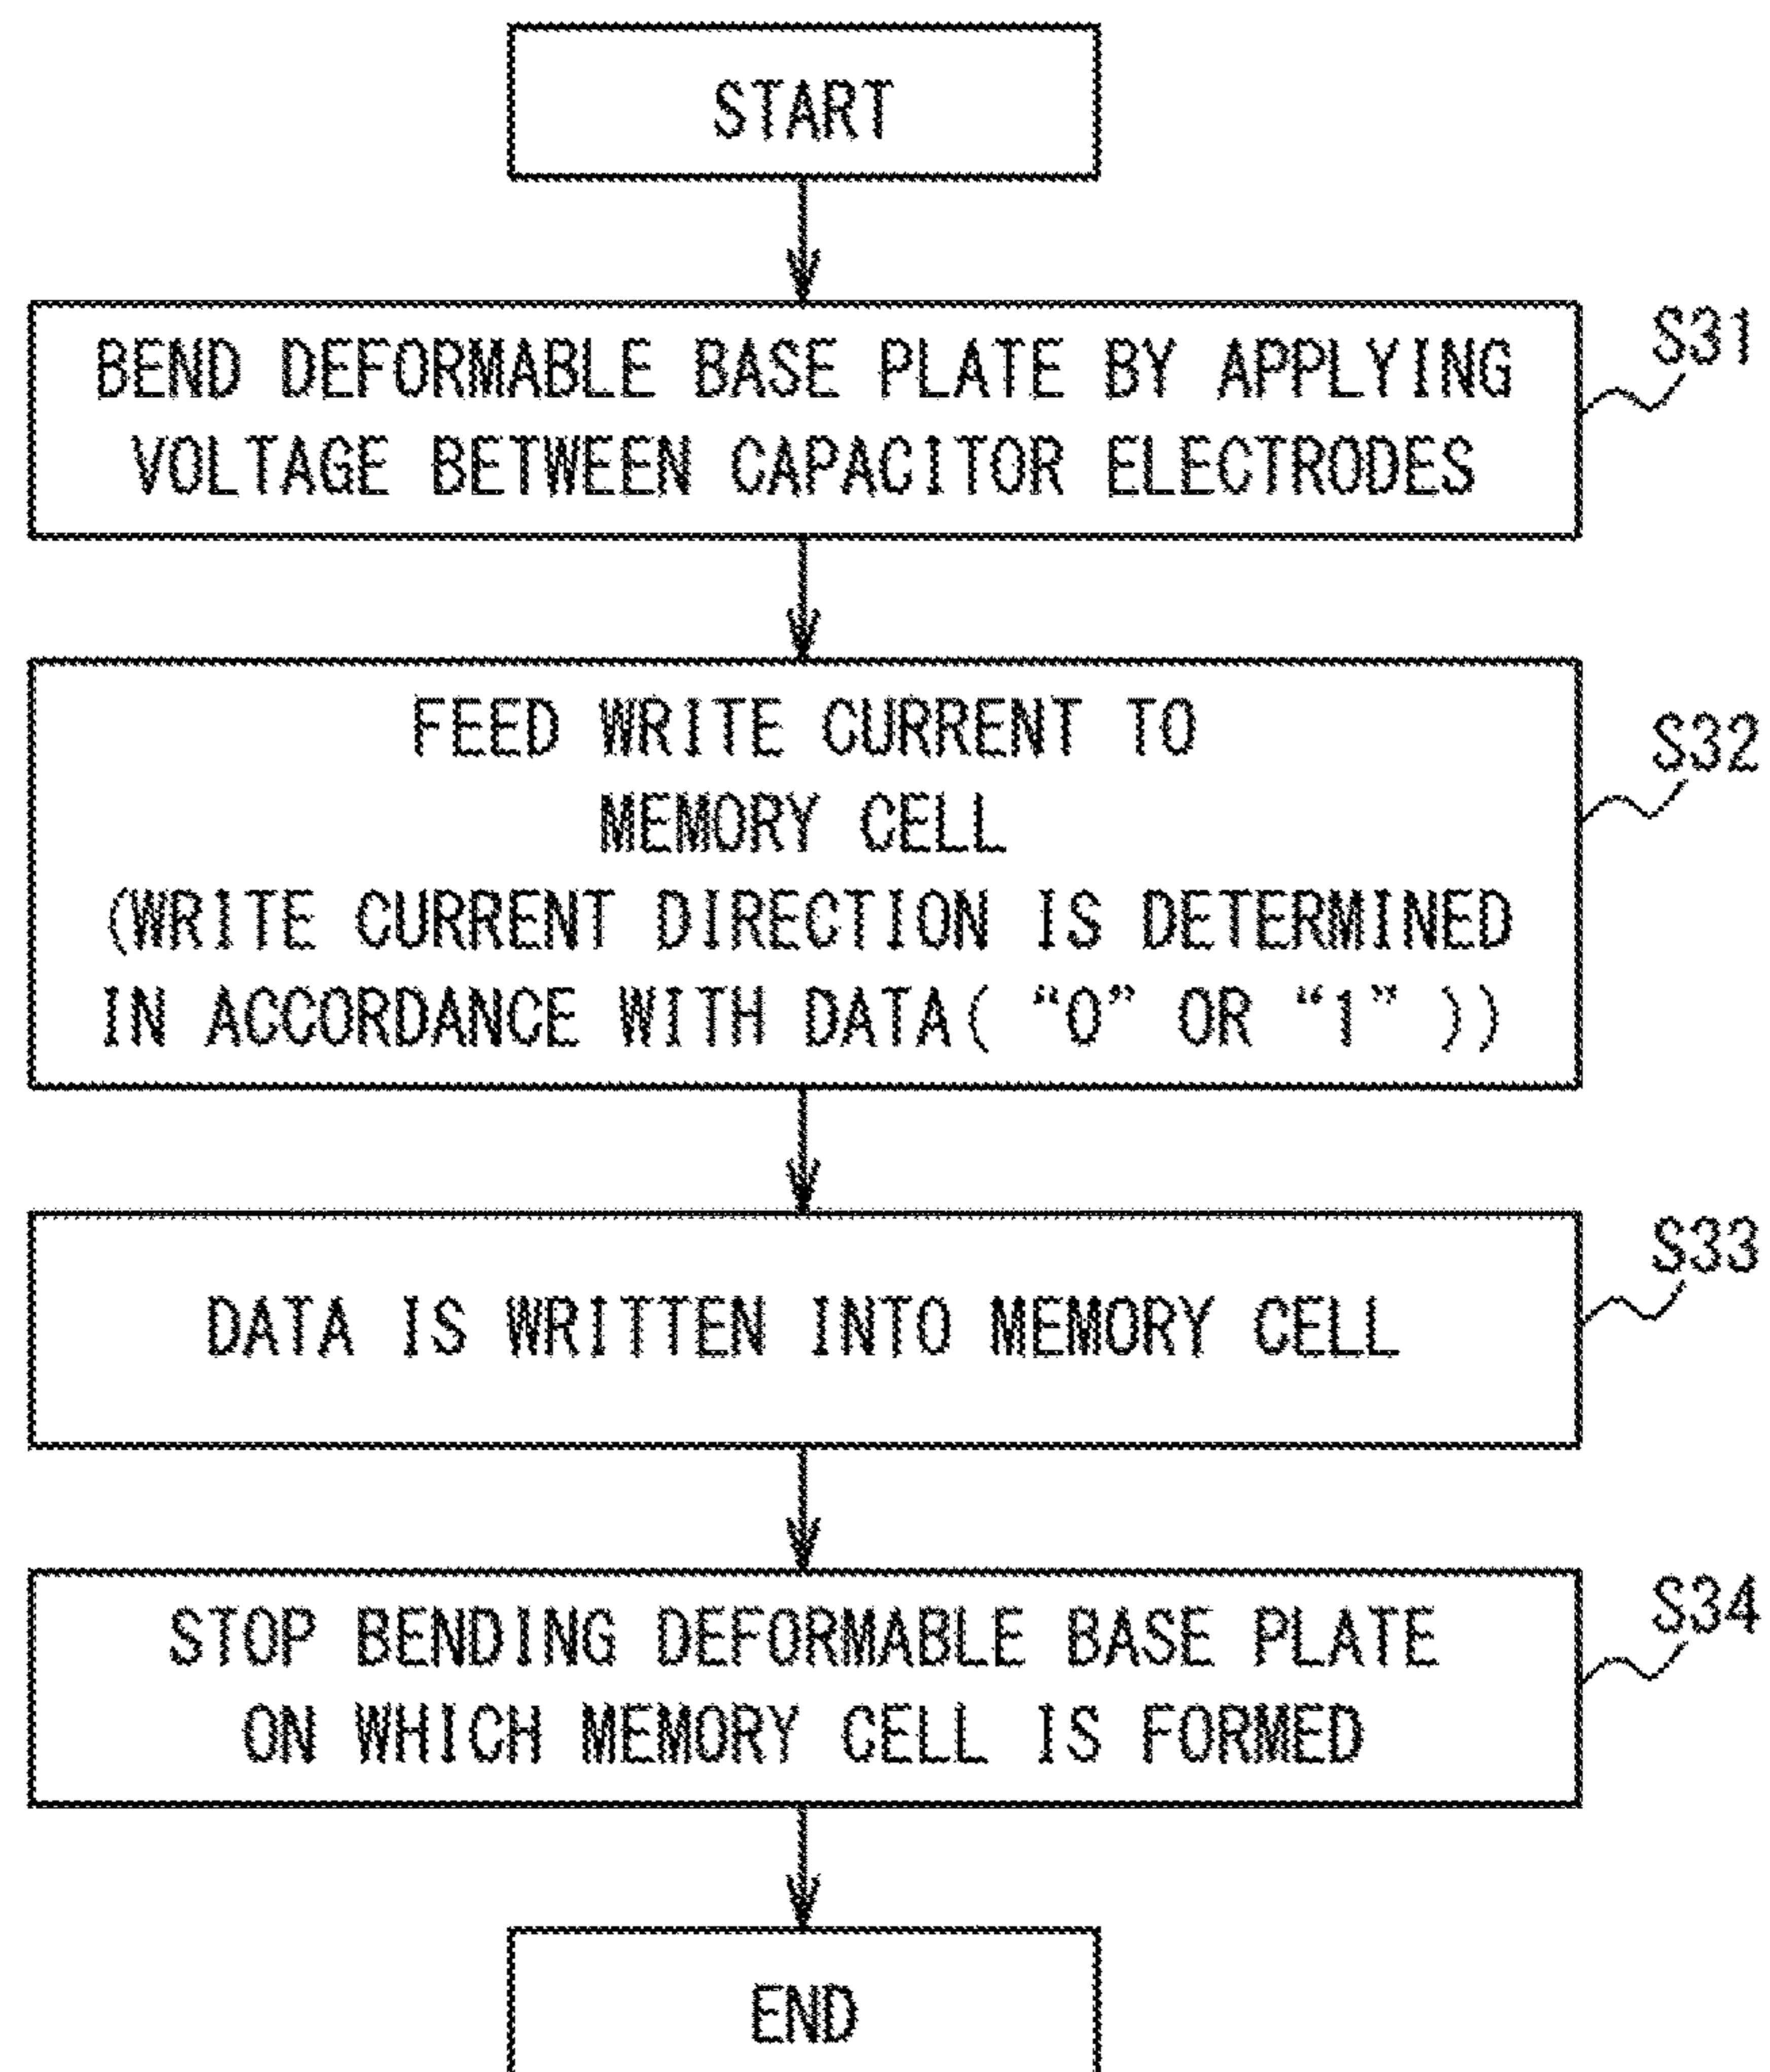 START
BEND DEFORMABLE BASE PLATE BY APPLYING
VOLTAGE BETWEEN CAPACITOR ELECTRODES
S31
FEED WRITE CURRENT TO
MEMORY CELL
(WRITE CURRENT DIRECTION IS DETERMINED
IN ACCORDANCE WITH DATA( “0” OR “1” ))
S32
DATA IS WRITTEN INTO MEMORY CELL
S33
STOP BENDING DEFORMABLE BASE PLATE
ON WHICH MEMORY CELL IS FORMED
S34
END